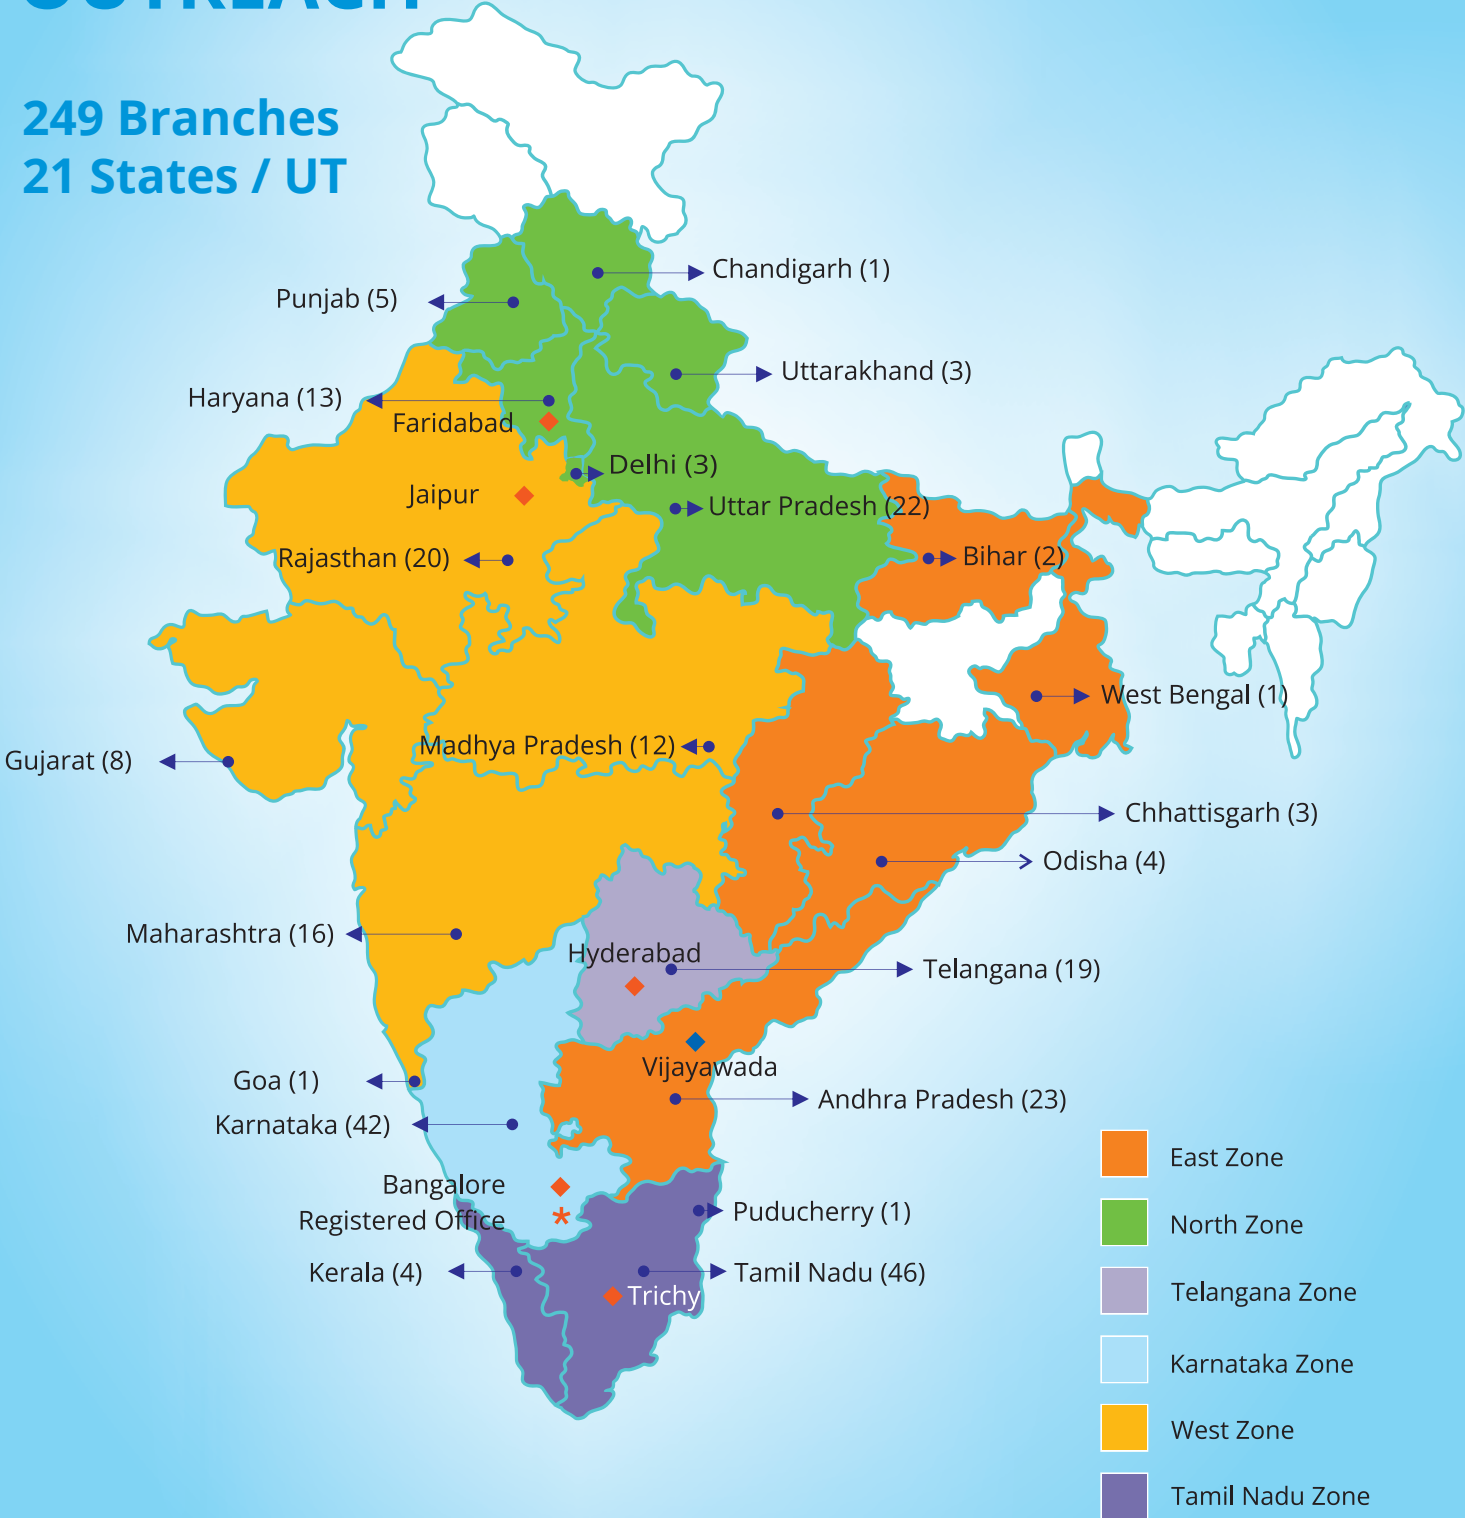 OUTREACH
249 Branches
21 States / UT
Chandigarh (1)
Punjab (5)
Uttarakhand (3)
Haryana (13)
Faridabad
Delhi (3)
Jaipur
Uttar Pradesh (22)
Rajasthan (20)
Bihar (2)
West Bengal (1)
Madhya Pradesh (12)
Gujarat (8)
Chhattisgarh (3)
Odisha (4)
Maharashtra (16)
Hyderabad
Telangana (19)
Vijayawada
Goa (1)
Andhra Pradesh (23)
Karnataka (42)
Bangalore
Registered Office *
Puducherry (1)
Kerala (4)
Tamil Nadu (46)
Trichy
East Zone
North Zone
Telangana Zone
Karnataka Zone
West Zone
Tamil Nadu Zone